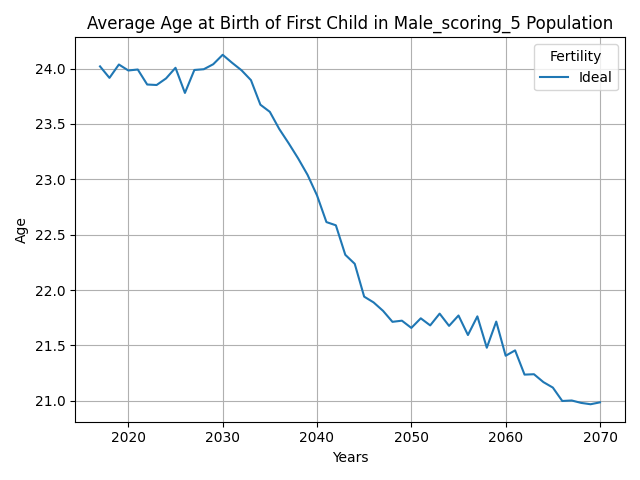 Average Age at Birth of First Child in Male_scoring_5 Population
Fertility
Ideal
24.0
23.5
23.0
22.5
22.0
21.5
21.0
Age
2020 2030 2040 2050 2060 2070
Years